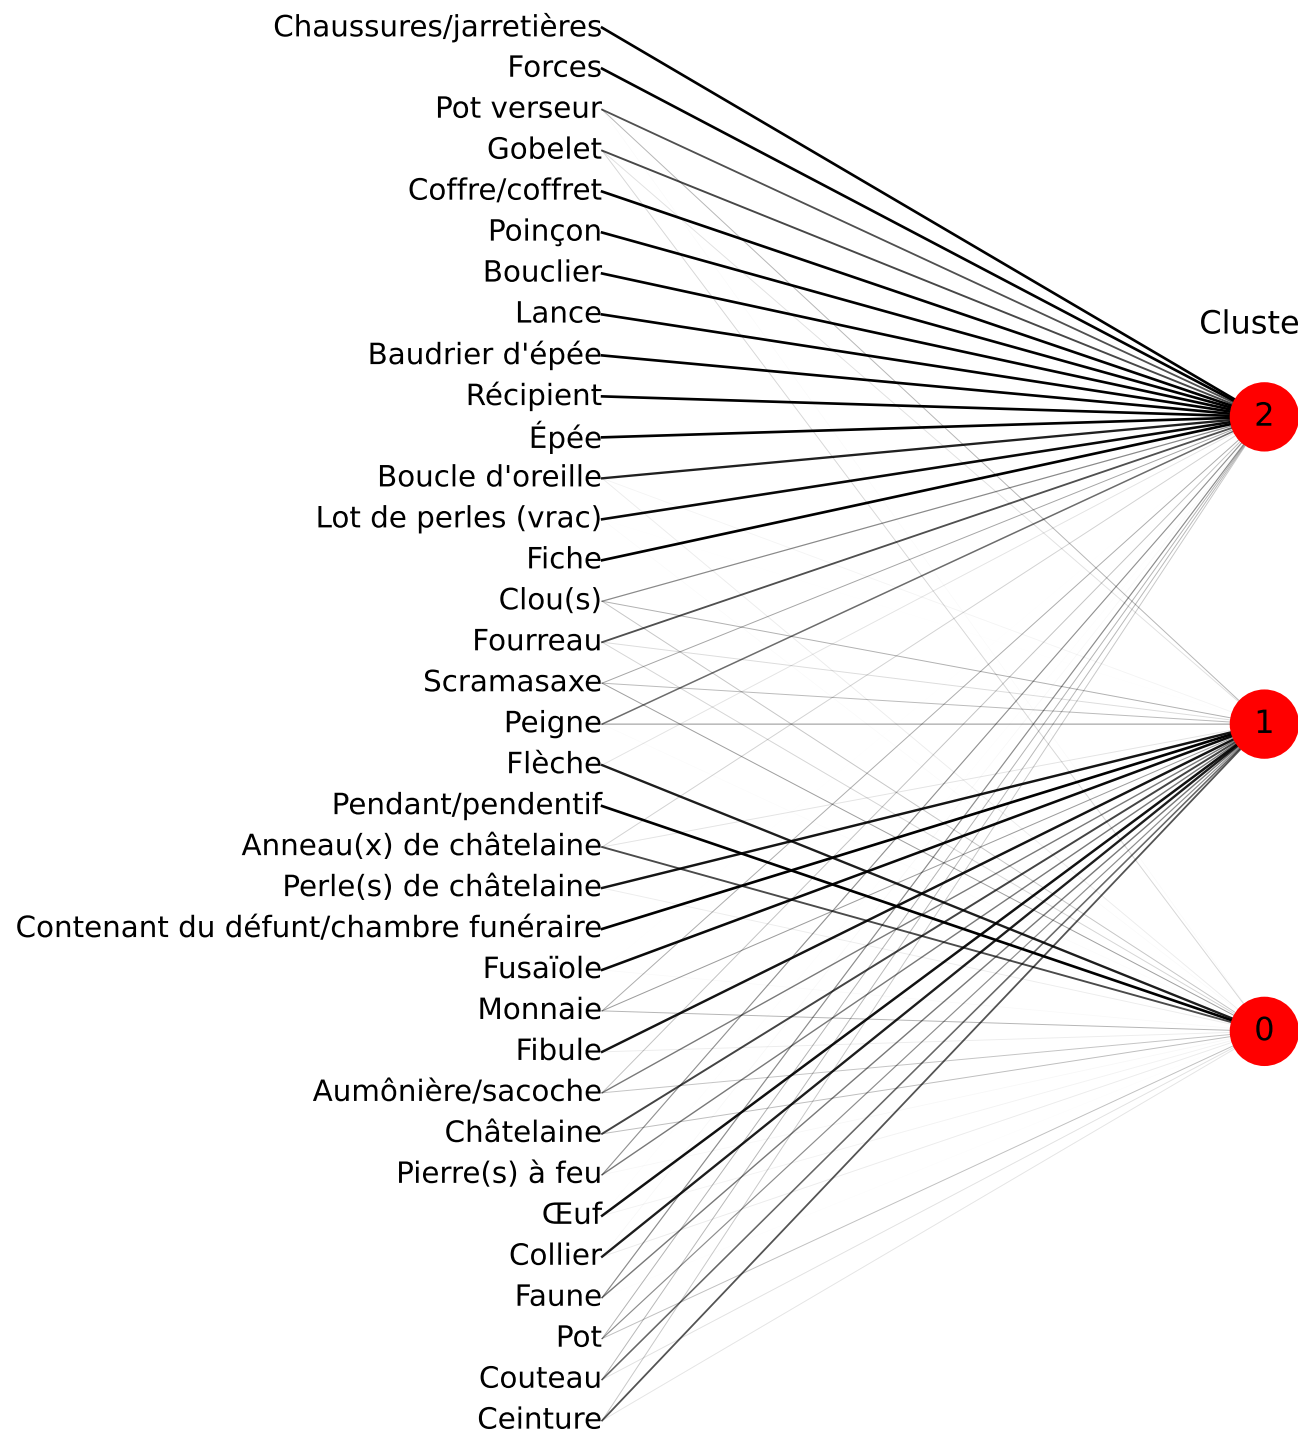 Chaussures/jarretières
Forces
Pot verseur
Gobelet
Coffre/coffret
Poinçon
Bouclier
Lance
Cluste
Baudrier d'épée
Récipient
2
Épée
Boucle d'oreille
Lot de perles (vrac)
Fiche
Clou(s)
Fourreau
Scramasaxe
Peigne
1
Flèche
Pendant/pendentif
Anneau(x) de châtelaine
Perle(s) de châtelaine
Contenant du défunt/chambre funéraire
Fusaïole
Monnaie
0
Fibule
Aumônière/sacoche
Châtelaine
Pierre(s) à feu
Œuf
Collier
Faune
Pot
Couteau
Ceinture